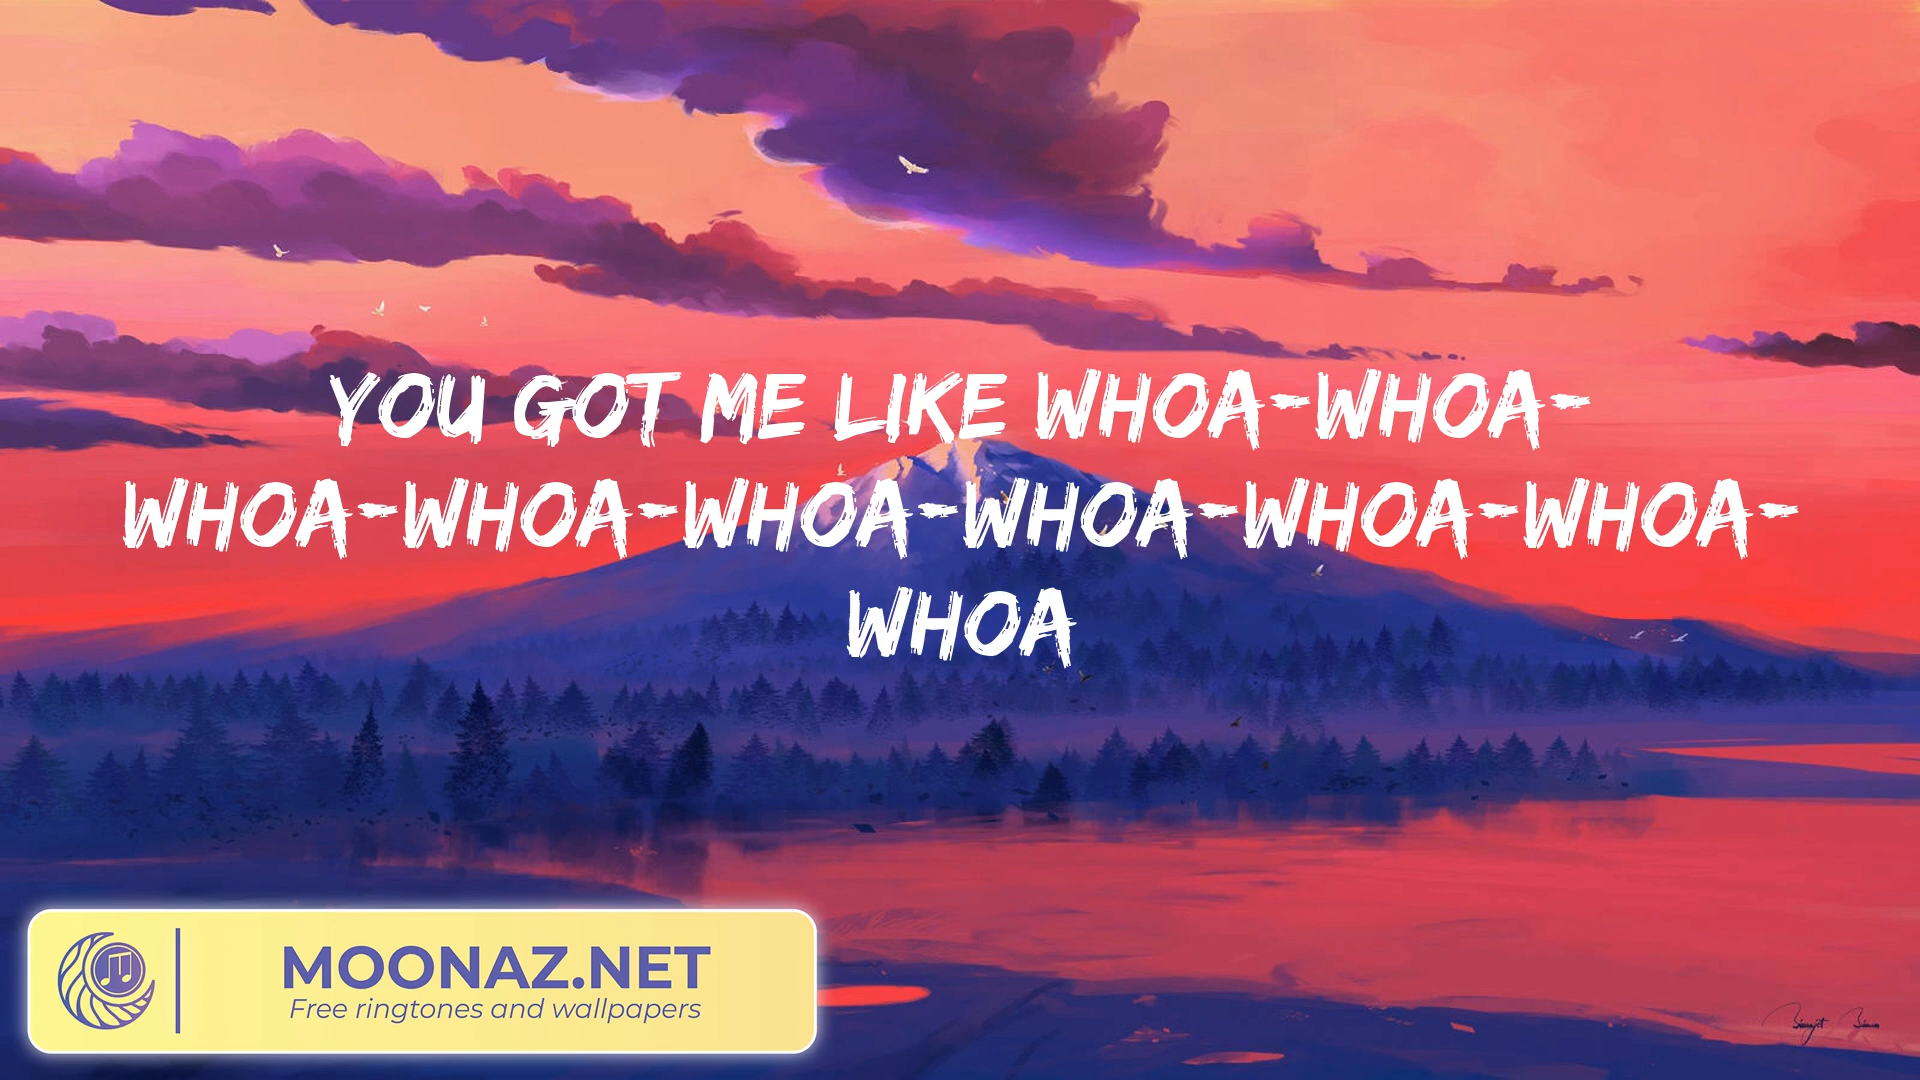 YOU GOT ME LIKE WHOA-WHOA-
WHOA-WHOA-WHOA-WHOA-WHOA-WHOA-
WHOA
MOONAZ.NET
Free ringtones and wallpapers